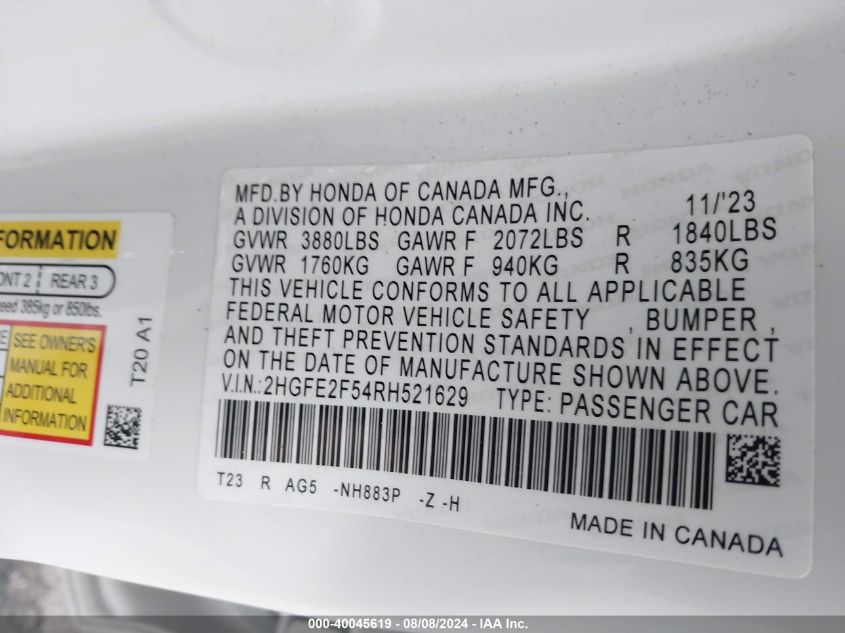 FORMATION
ONT 2 REAR 3
eed 385kg or 850lbs.
SEE OWNER'S
MANUAL FOR
ADDITIONAL
INFORMATION
T20 A1
MFD.BY HONDA OF CANADA MFG.,
A DIVISION OF HONDA CANADA INC. 11/'23
GVWR 3880LBS GAWR F 2072LBS R 1840LBS
GVWR 1760KG GAWR F 940KG R 835KG
THIS VEHICLE CONFORMS TO ALL APPLICABLE
FEDERAL MOTOR VEHICLE SAFETY , BUMPER ,
AND THEFT PREVENTION STANDARDS IN EFFECT
ON THE DATE OF MANUFACTURE SHOWN ABOVE.
V.I.N.:2HGFE2F54RH521629 TYPE: PASSENGER CAR
T23 R AG5 -NH883P -Z -H
MADE IN CANADA
000-40045619 - 08/08/2024 - IAA Inc.